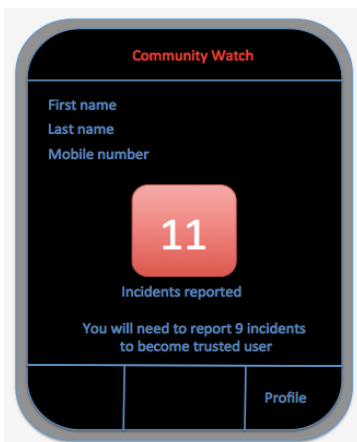 Community Watch
First name
Last name
Mobile number
11
Incidents reported
You will need to report 9 incidents
to become trusted user
Profile